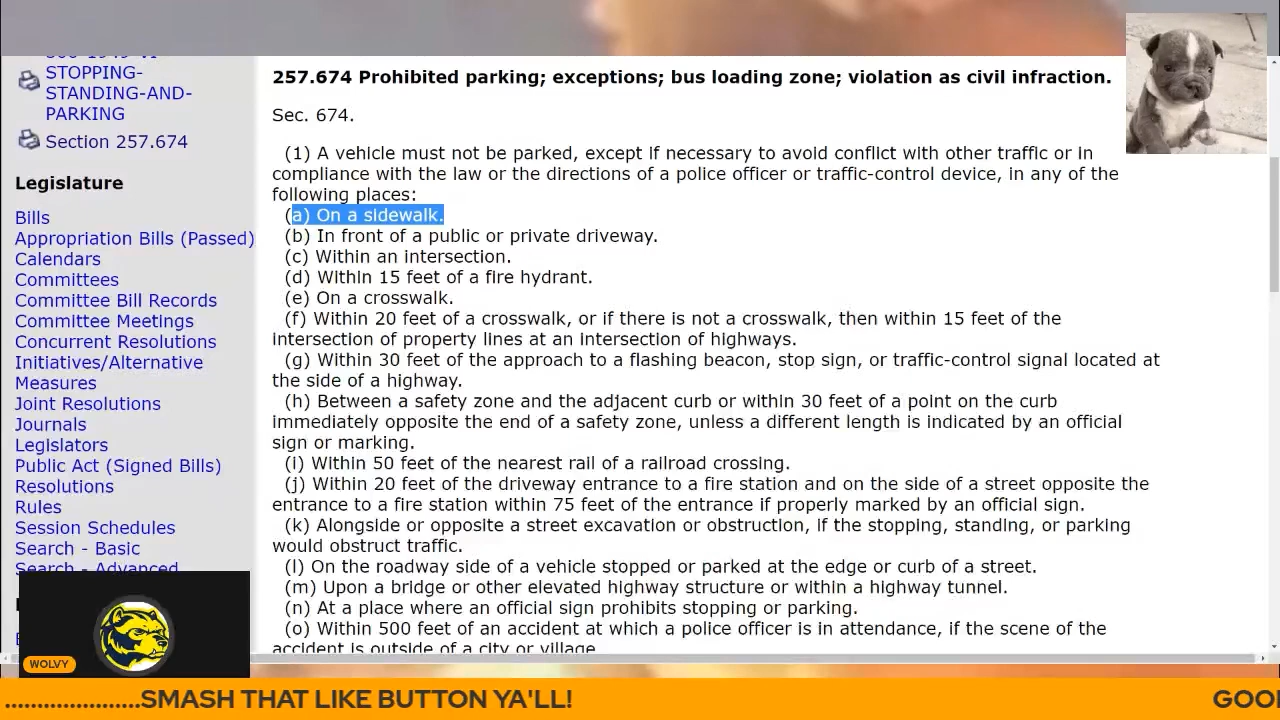 STOPPING-
STANDING-AND-
PARKING
Section 257.674
Legislature
Bills
Appropriation Bills (Passed)
Calendars
Committees
Committee Bill Records
Committee Meetings
Concurrent Resolutions
Initiatives/Alternative
Measures
Joint Resolutions
Journals
Legislators
Public Act (Signed Bills)
Resolutions
Rules
Session Schedules
Search - Basic
Search - Advanced
257.674 Prohibited parking; exceptions; bus loading zone; violation as civil infraction.
Sec. 674.
(1) A vehicle must not be parked, except if necessary to avoid conflict with other traffic or in
compliance with the law or the directions of a police officer or traffic-control device, in any of the
following places:
(a) On a sidewalk.
(b) In front of a public or private driveway.
(c) Within an intersection.
(d) Within 15 feet of a fire hydrant.
(e) On a crosswalk.
(f) Within 20 feet of a crosswalk, or if there is not a crosswalk, then within 15 feet of the
intersection of property lines at an intersection of highways.
(g) Within 30 feet of the approach to a flashing beacon, stop sign, or traffic-control signal located at
the side of a highway.
(h) Between a safety zone and the adjacent curb or within 30 feet of a point on the curb
immediately opposite the end of a safety zone, unless a different length is indicated by an official
sign or marking.
(i) Within 50 feet of the nearest rail of a railroad crossing.
(j) Within 20 feet of the driveway entrance to a fire station and on the side of a street opposite the
entrance to a fire station within 75 feet of the entrance if properly marked by an official sign.
(k) Alongside or opposite a street excavation or obstruction, if the stopping, standing, or parking
would obstruct traffic.
(l) On the roadway side of a vehicle stopped or parked at the edge or curb of a street.
(m) Upon a bridge or other elevated highway structure or within a highway tunnel.
(n) At a place where an official sign prohibits stopping or parking.
(o) Within 500 feet of an accident at which a police officer is in attendance, if the scene of the
accident is outside of a city or village
WOLVY
.....................SMASH THAT LIKE BUTTON YA'LL!